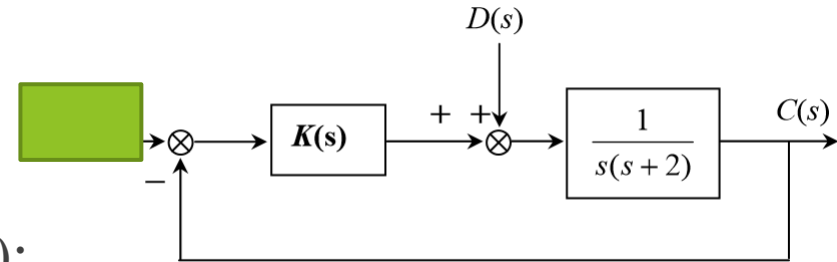 D(s)
+ +
K(s)
1
s(s + 2)
C(s)
−
):